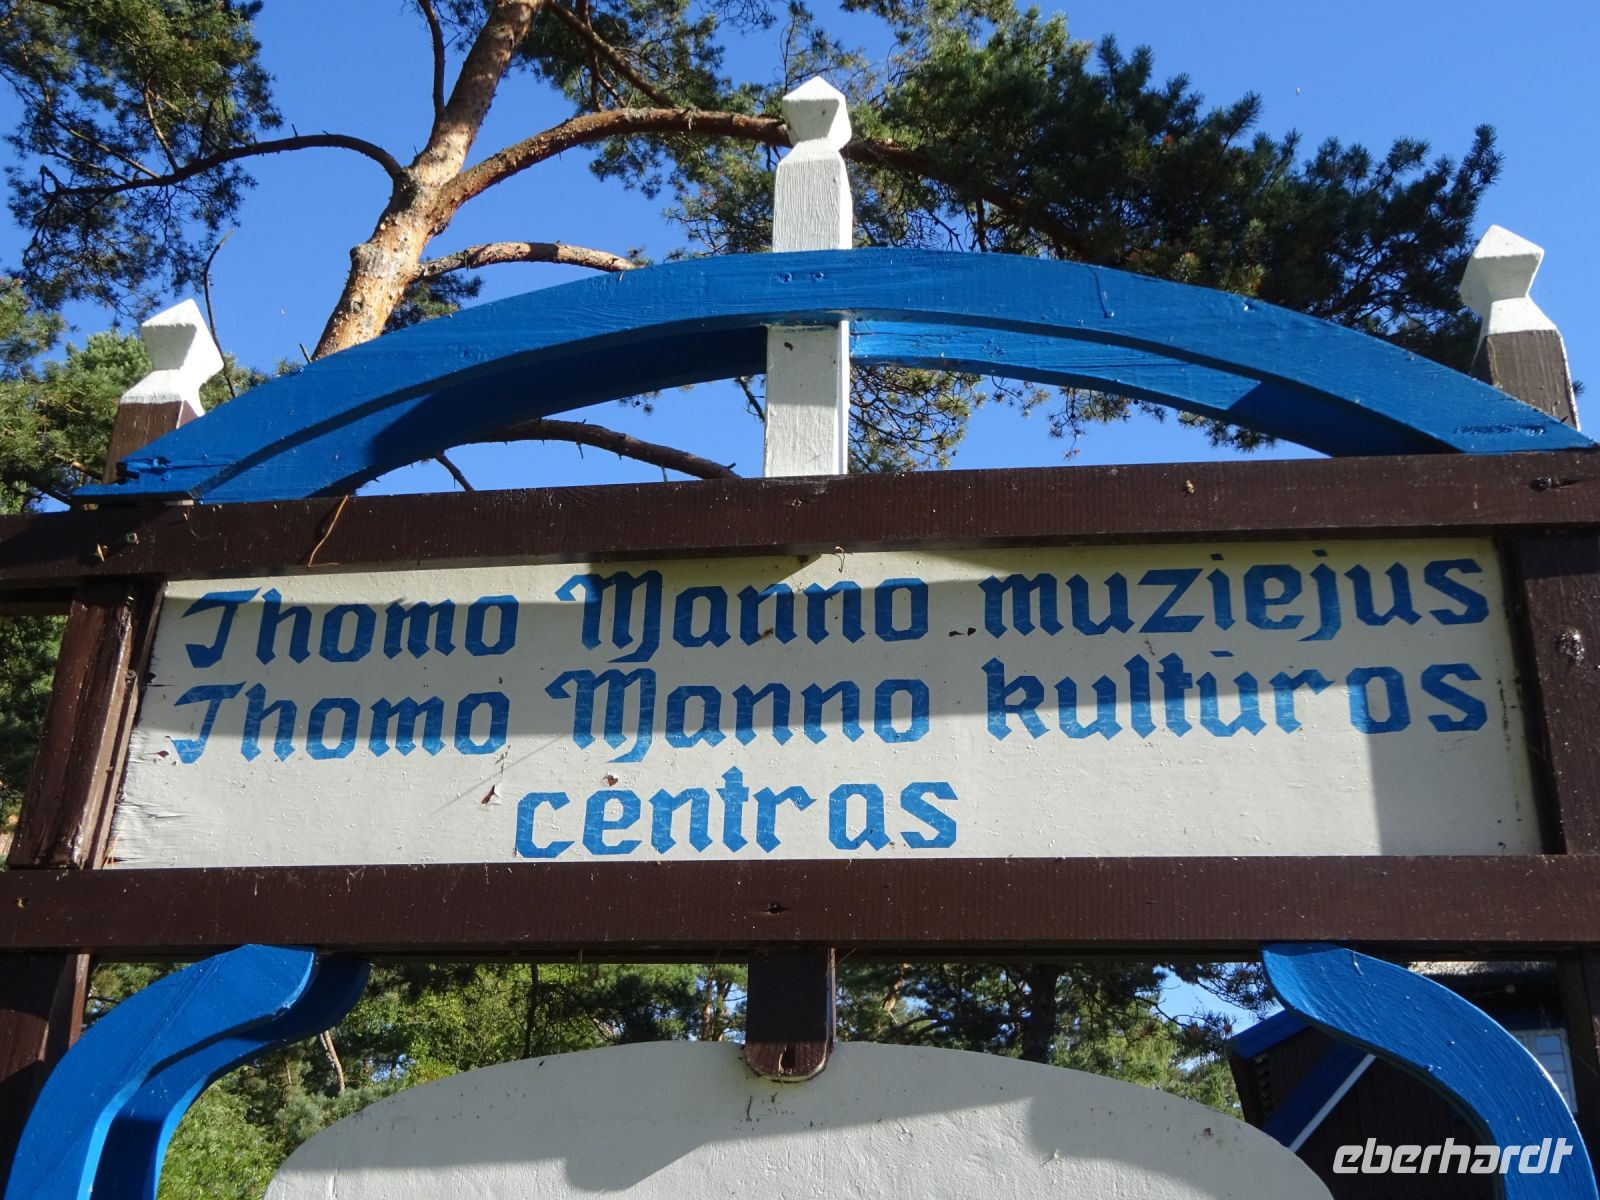 Thomo Manno muziejus
Thomo Manno kultūros
centras
eberhardt